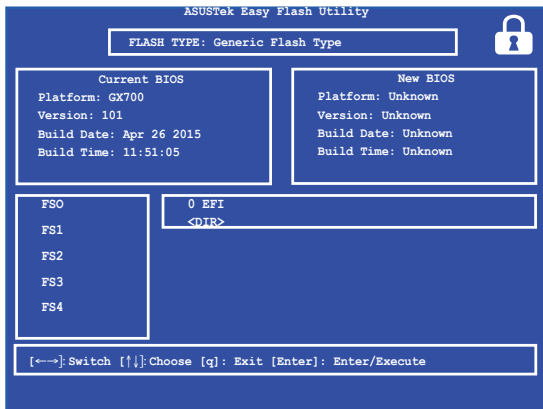 ASUSTek Easy Flash Utility
FLASH TYPE: Generic Flash Type
Current BIOS
Platform: GX700
Version: 101
Build Date: Apr 26 2015
Build Time: 11:51:05
New BIOS
Platform: Unknown
Version: Unknown
Build Date: Unknown
Build Time: Unknown
FSO
FS1
FS2
FS3
FS4
0 EFI
<DIR>
[←→]: Switch [↑↓]: Choose [q]: Exit [Enter]: Enter/Execute